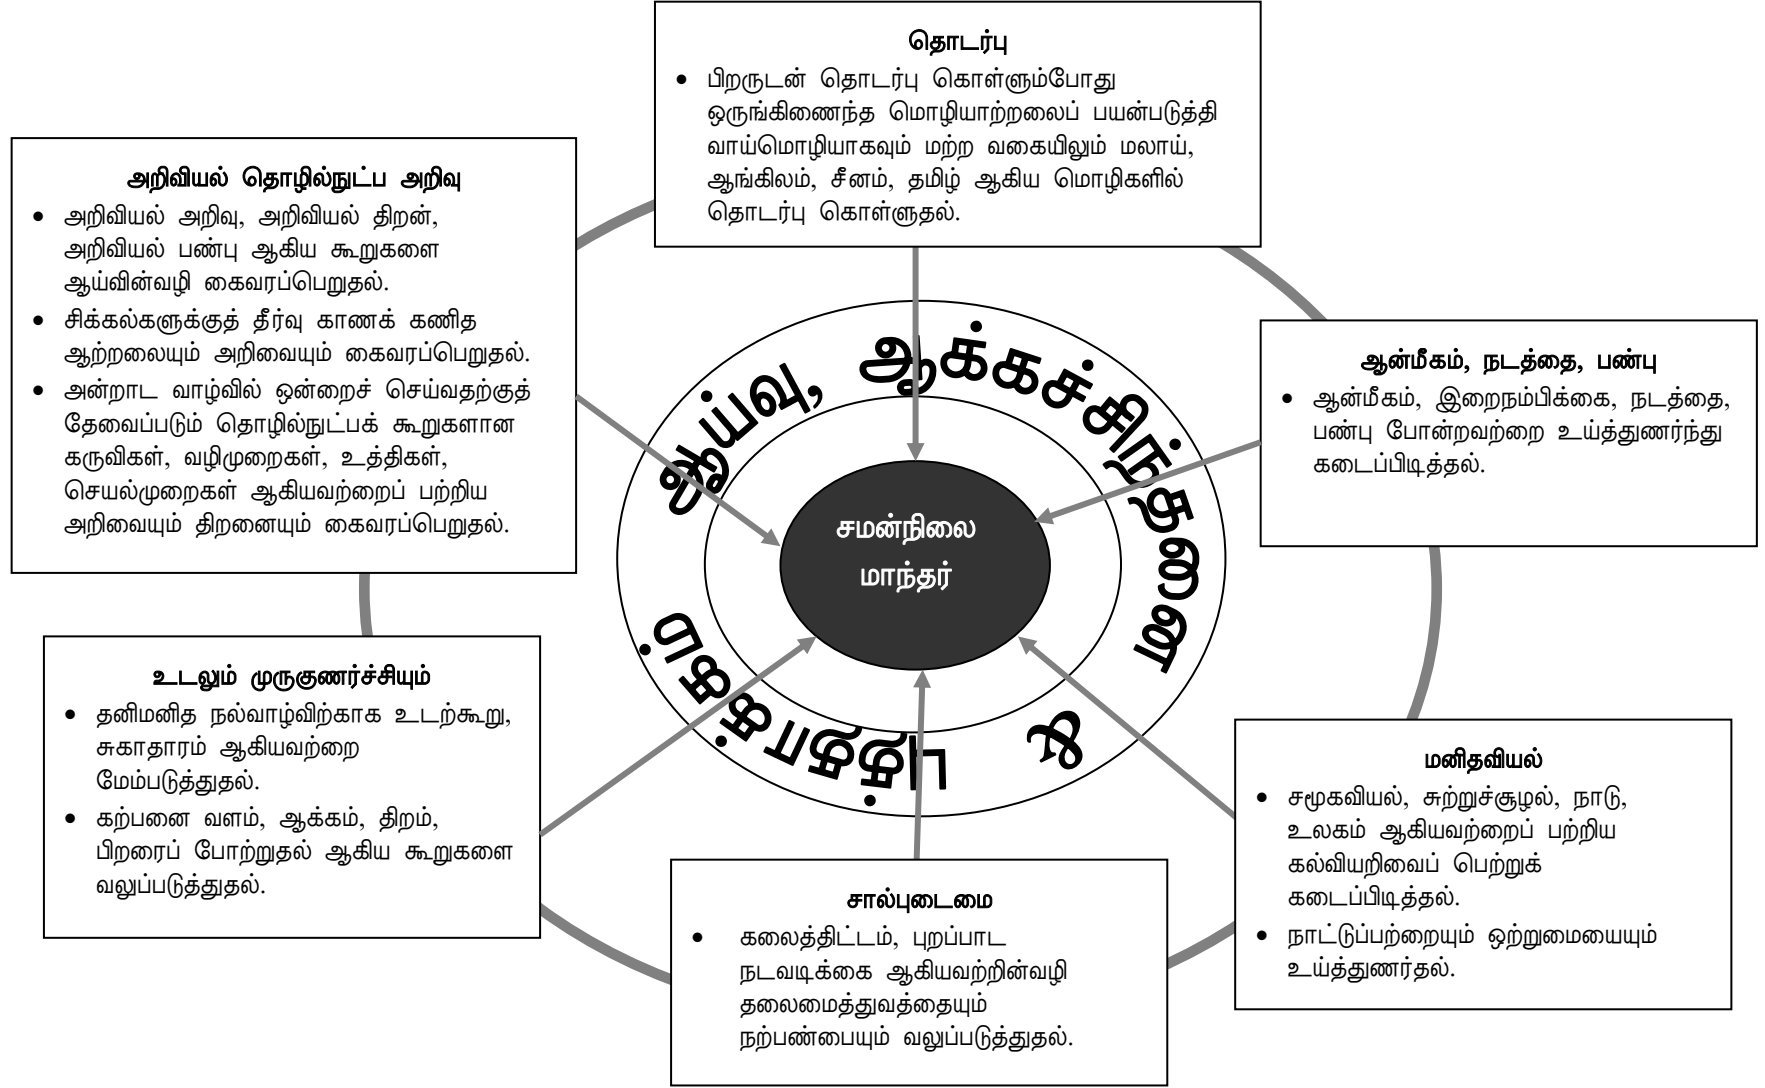 தொடர்பு
• பிறருடன் தொடர்பு கொள்ளும்போது
ஒருங்கிணைந்த மொழியாற்றலைப் பயன்படுத்தி
வாய்மொழியாகவும் மற்ற வகையிலும் மலாய்,
ஆங்கிலம், சீனம், தமிழ் ஆகிய மொழிகளில்
தொடர்பு கொள்ளுதல்.
அறிவியல் தொழில்நுட்ப அறிவு
• அறிவியல் அறிவு, அறிவியல் திறன்,
அறிவியல் பண்பு ஆகிய கூறுகளை
ஆய்வின்வழி கைவரப்பெறுதல்.
• சிக்கல்களுக்குத் தீர்வு காணக் கணித
ஆற்றலையும் அறிவையும் கைவரப்பெறுதல்.
• அன்றாட வாழ்வில் ஒன்றைச் செய்வதற்குத்
தேவைப்படும் தொழில்நுட்பக் கூறுகளான
கருவிகள், வழிமுறைகள், உத்திகள்,
செயல்முறைகள் ஆகியவற்றைப் பற்றிய
அறிவையும் திறனையும் கைவரப்பெறுதல்.
ஆன்மீகம், நடத்தை, பண்பு
• ஆன்மீகம், இறைநம்பிக்கை, நடத்தை,
பண்பு போன்றவற்றை உய்த்துணர்ந்து
கடைப்பிடித்தல்.
ஆய்வு, ஆக்கச்சிந்தனை & புத்தாக்கம்
சமன்நிலை
மாந்தர்
உடலும் முருகுணர்ச்சியும்
• தனிமனித நல்வாழ்விற்காக உடற்கூறு,
சுகாதாரம் ஆகியவற்றை
மேம்படுத்துதல்.
• கற்பனை வளம், ஆக்கம், திறம்,
பிறரைப் போற்றுதல் ஆகிய கூறுகளை
வலுப்படுத்துதல்.
மனிதவியல்
• சமூகவியல், சுற்றுச்சூழல், நாடு,
உலகம் ஆகியவற்றைப் பற்றிய
கல்வியறிவைப் பெற்றுக்
கடைப்பிடித்தல்.
• நாட்டுப்பற்றையும் ஒற்றுமையையும்
உய்த்துணர்தல்.
சால்புடைமை
• கலைத்திட்டம், புறப்பாட
நடவடிக்கை ஆகியவற்றின்வழி
தலைமைத்துவத்தையும்
நற்பண்பையும் வலுப்படுத்துதல்.